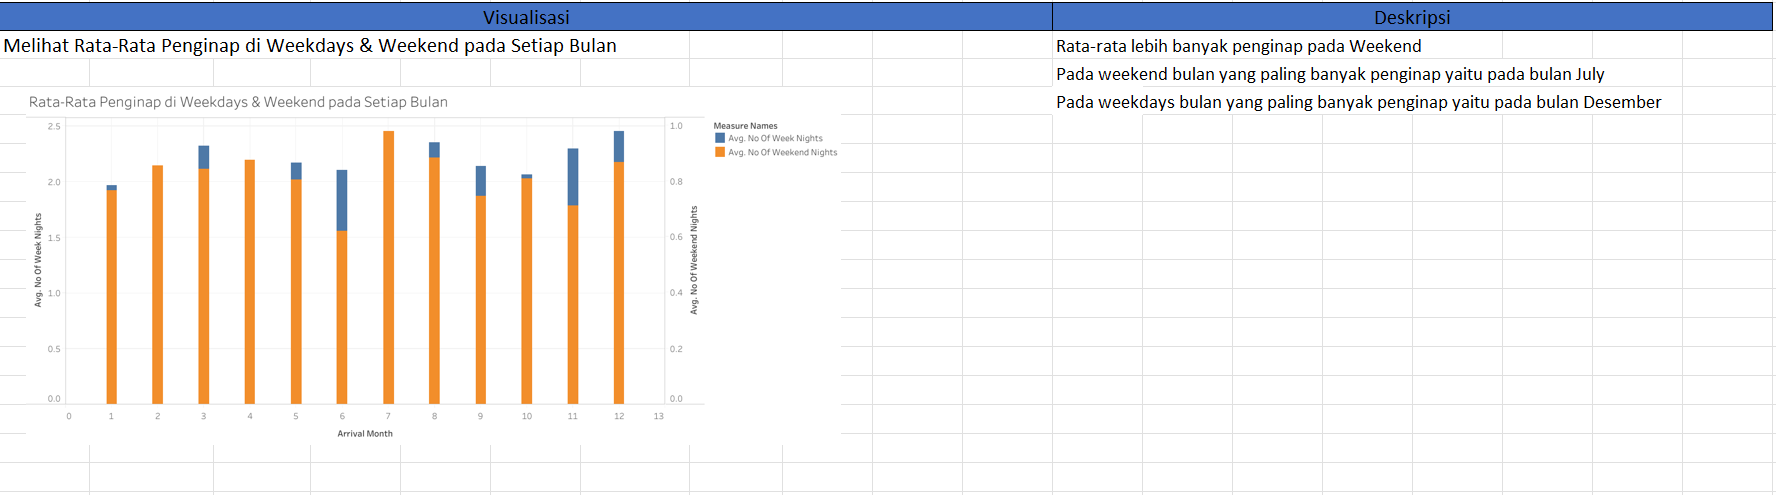 Visualisasi
Deskripsi
Melihat Rata-Rata Penginap di Weekdays & Weekend pada Setiap Bulan
Rata-rata lebih banyak penginap pada Weekend
Pada weekend bulan yang paling banyak penginap yaitu pada bulan July
Pada weekdays bulan yang paling banyak penginap yaitu pada bulan Desember
Rata-Rata Penginap di Weekdays & Weekend pada Setiap Bulan
2.5
2.0
1.5
1.0
0.5
0.0
Avg. No Of Week Nights
0
1
2
3
4
5
6
7
8
9
10
11
12
13
Arrival Month
1.0
0.8
0.6
0.4
0.2
0.0
Avg. No Of Weekend Nights
Measure Names
Avg. No Of Week Nights
Avg. No Of Weekend Nights